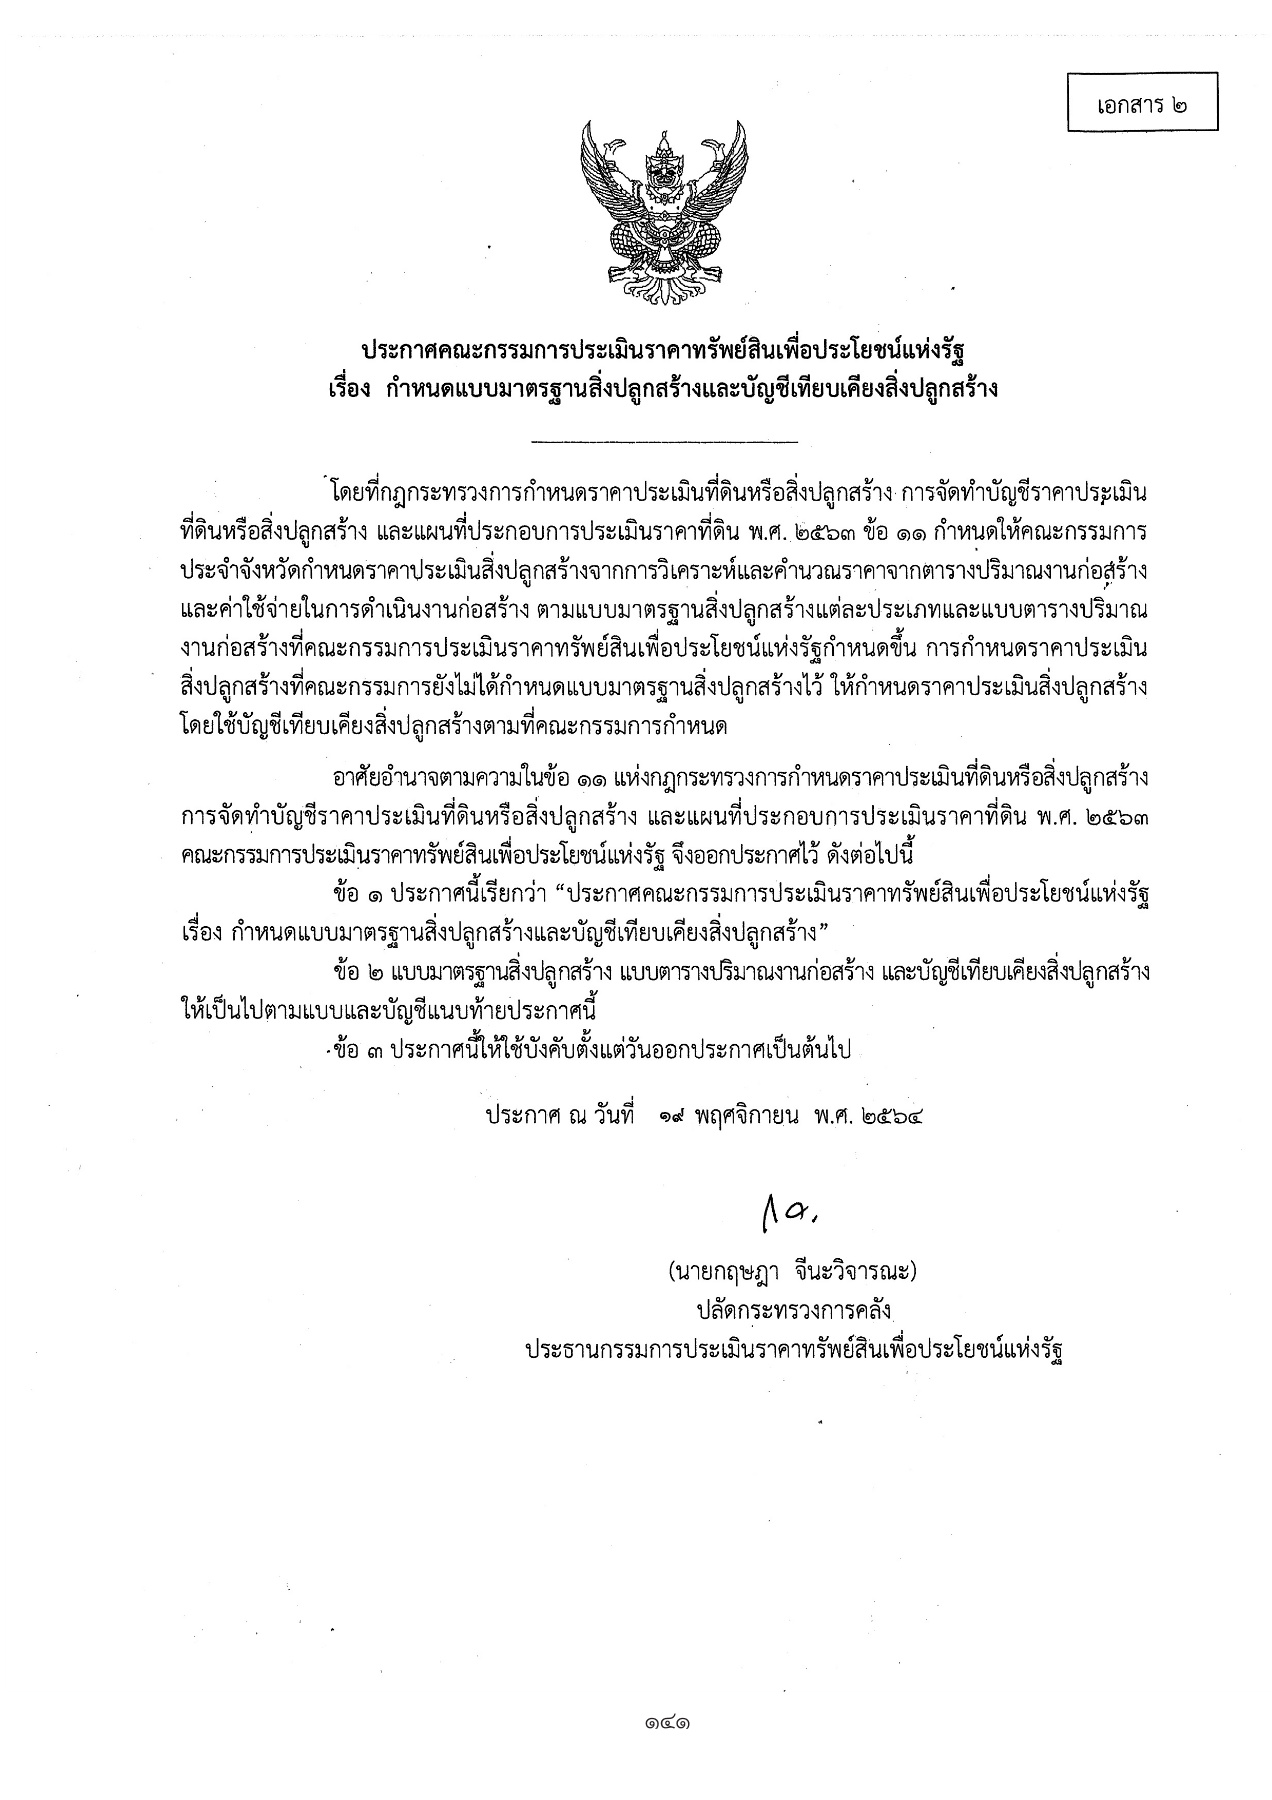 เอกสาร ๒
ประกาศคณะกรรมการประเมินราคาทรัพย์สินเพื่อประโยชน์แห่งรัฐ
เรื่อง กำหนดแบบมาตรฐานสิ่งปลูกสร้างและบัญชีเทียบเคียงสิ่งปลูกสร้าง
โดยที่กฎกระทรวงการกำหนดราคาประเมินที่ดินหรือสิ่งปลูกสร้าง การจัดทำบัญชีราคาประเมิน
ที่ดินหรือสิ่งปลูกสร้าง และแผนที่ประกอบการประเมินราคาที่ดิน พ.ศ. ๒๕๖๓ ข้อ ๑๑ กำหนดให้คณะกรรมการ
ประจำจังหวัดกำหนดราคาประเมินสิ่งปลูกสร้างจากการวิเคราะห์และคำนวณราคาจากตารางปริมาณงานก่อสร้าง
และค่าใช้จ่ายในการดำเนินงานก่อสร้าง ตามแบบมาตรฐานสิ่งปลูกสร้างแต่ละประเภทและแบบตารางปริมาณ
งานก่อสร้างที่คณะกรรมการประเมินราคาทรัพย์สินเพื่อประโยชน์แห่งรัฐกำหนดขึ้น การกำหนดราคาประเมิน
สิ่งปลูกสร้างที่คณะกรรมการยังไม่ได้กำหนดแบบมาตรฐานสิ่งปลูกสร้างไว้ ให้กำหนดราคาประเมินสิ่งปลูกสร้าง
โดยใช้บัญชีเทียบเคียงสิ่งปลูกสร้างตามที่คณะกรรมการกำหนด
อาศัยอำนาจตามความในข้อ ๑๑ แห่งกฎกระทรวงการกำหนดราคาประเมินที่ดินหรือสิ่งปลูกสร้าง
การจัดทำบัญชีราคาประเมินที่ดินหรือสิ่งปลูกสร้าง และแผนที่ประกอบการประเมินราคาที่ดิน พ.ศ. ๒๕๖๓
คณะกรรมการประเมินราคาทรัพย์สินเพื่อประโยชน์แห่งรัฐ จึงออกประกาศไว้ ดังต่อไปนี้
ข้อ ๑ ประกาศนี้เรียกว่า “ประกาศคณะกรรมการประเมินราคาทรัพย์สินเพื่อประโยชน์แห่งรัฐ
เรื่อง กำหนดแบบมาตรฐานสิ่งปลูกสร้างและบัญชีเทียบเคียงสิ่งปลูกสร้าง”
ข้อ ๒ แบบมาตรฐานสิ่งปลูกสร้าง แบบตารางปริมาณงานก่อสร้าง และบัญชีเทียบเคียงสิ่งปลูกสร้าง
ให้เป็นไปตามแบบและบัญชีแนบท้ายประกาศนี้
ข้อ ๓ ประกาศนี้ให้ใช้บังคับตั้งแต่วันออกประกาศเป็นต้นไป
ประกาศ ณ วันที่ ๑๙ พฤศจิกายน พ.ศ. ๒๕๖๔
(นายกฤษฎา จีนะวิจารณะ)
ปลัดกระทรวงการคลัง
ประธานกรรมการประเมินราคาทรัพย์สินเพื่อประโยชน์แห่งรัฐ
๑๔๑